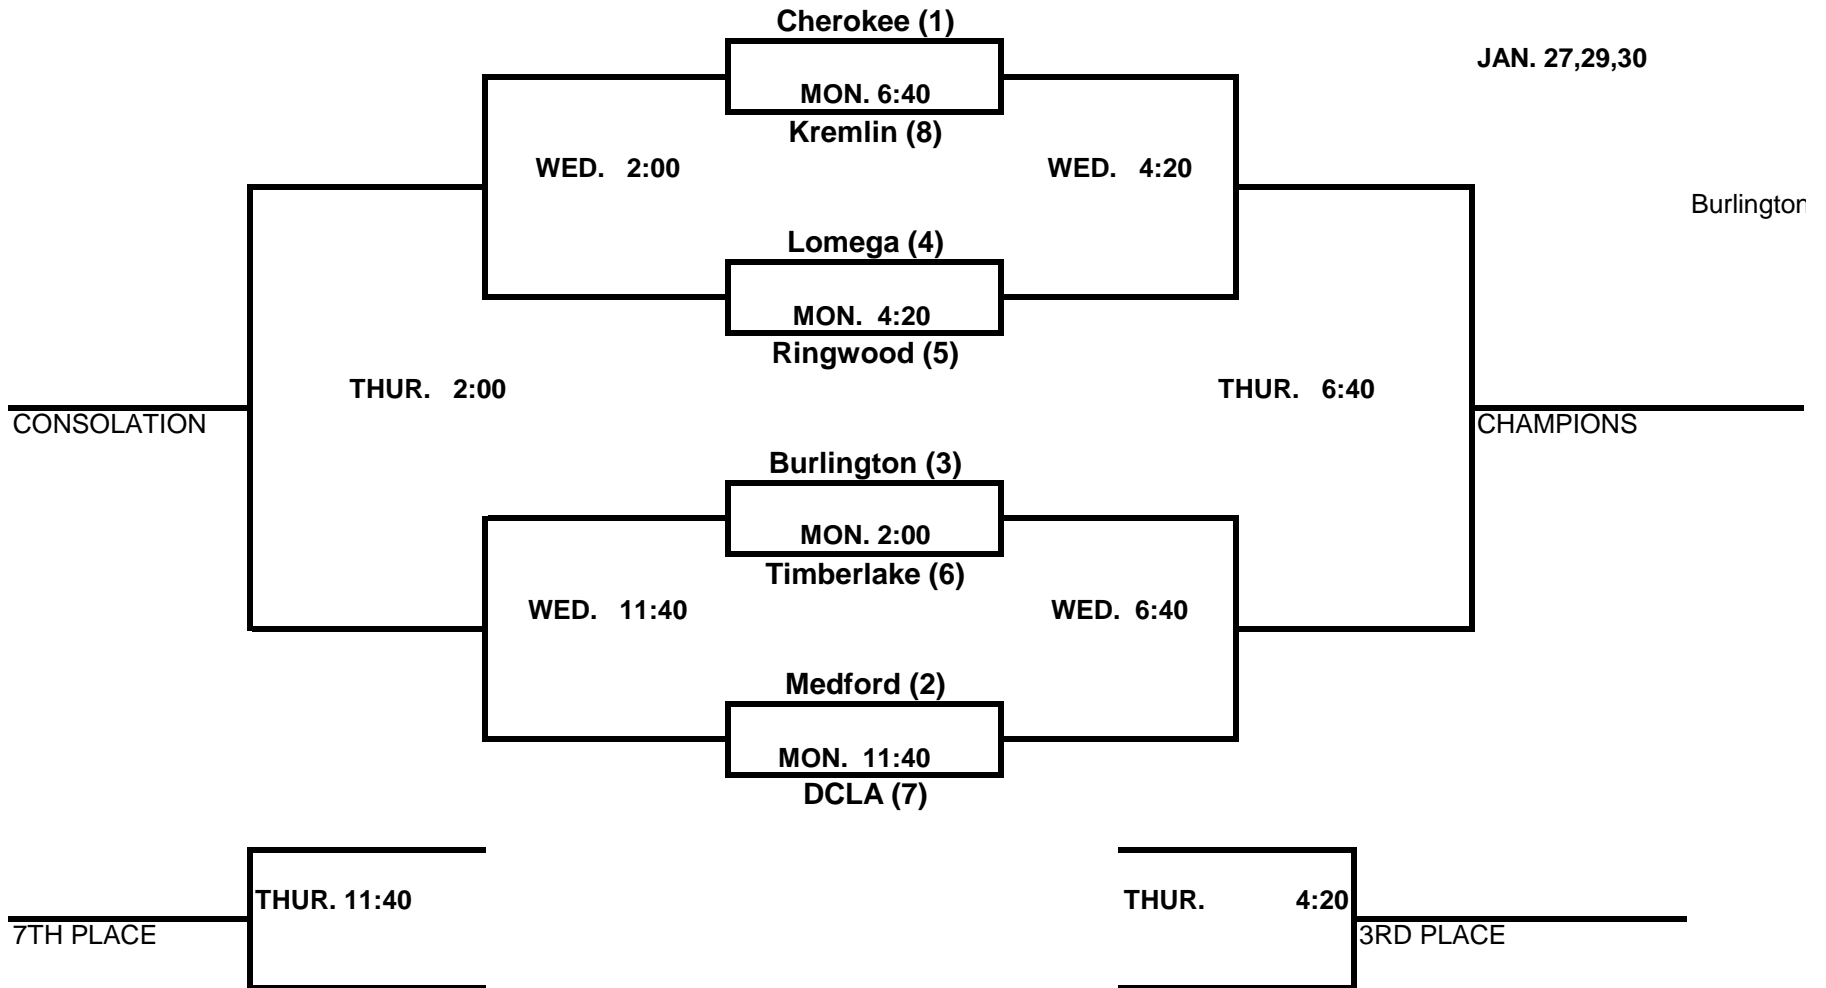 Cherokee (1)
JAN. 27,29,30
MON. 6:40
Kremlin (8)
WED. 2:00
WED. 4:20
Burlington
Lomega (4)
MON. 4:20
Ringwood (5)
THUR. 2:00
THUR. 6:40
CONSOLATION
CHAMPIONS
Burlington (3)
MON. 2:00
Timberlake (6)
WED. 11:40
WED. 6:40
Medford (2)
MON. 11:40
DCLA (7)
THUR. 11:40
THUR. 4:20
7TH PLACE
3RD PLACE